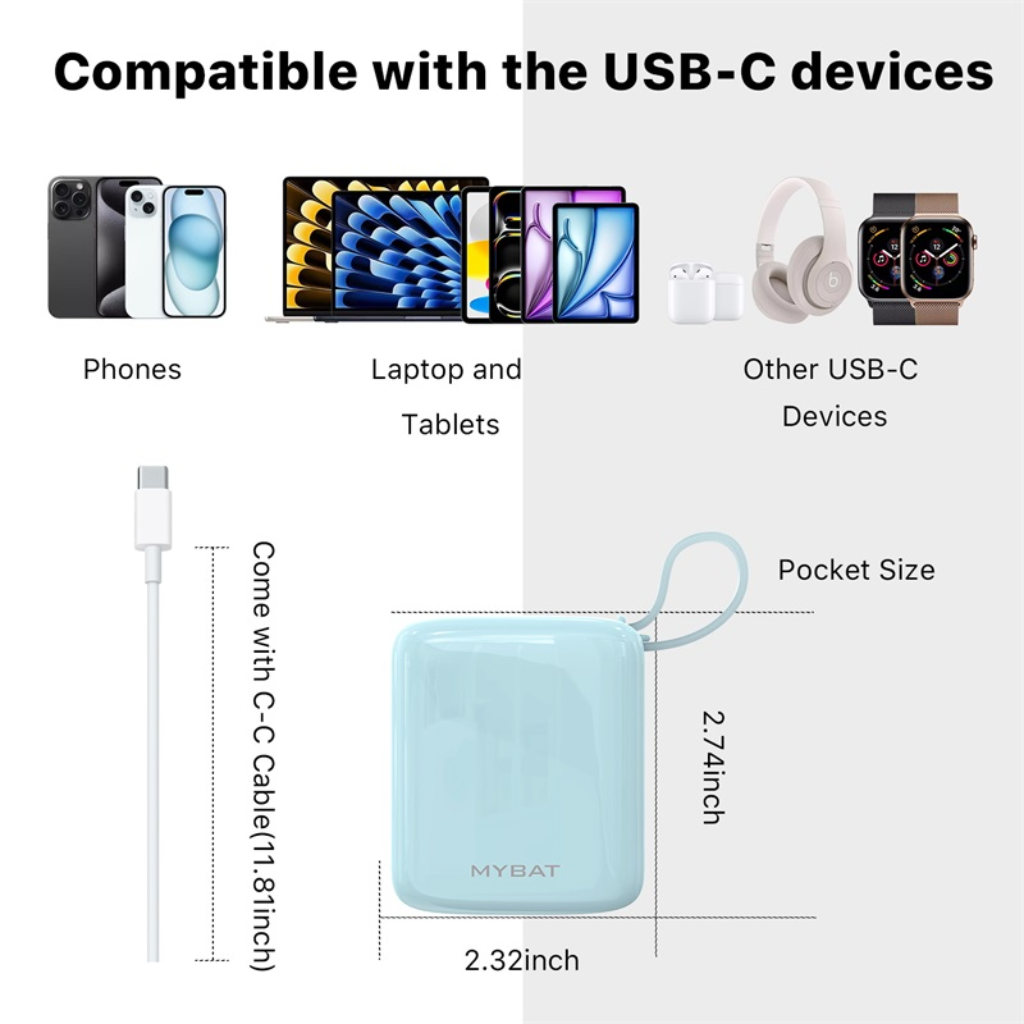 Compatible with the USB-C devices
Phones
Laptop and
Tablets
Other USB-C
Devices
Come with C-C Cable(11.81inch)
Pocket Size
2.74inch
MYBAT
2.32inch